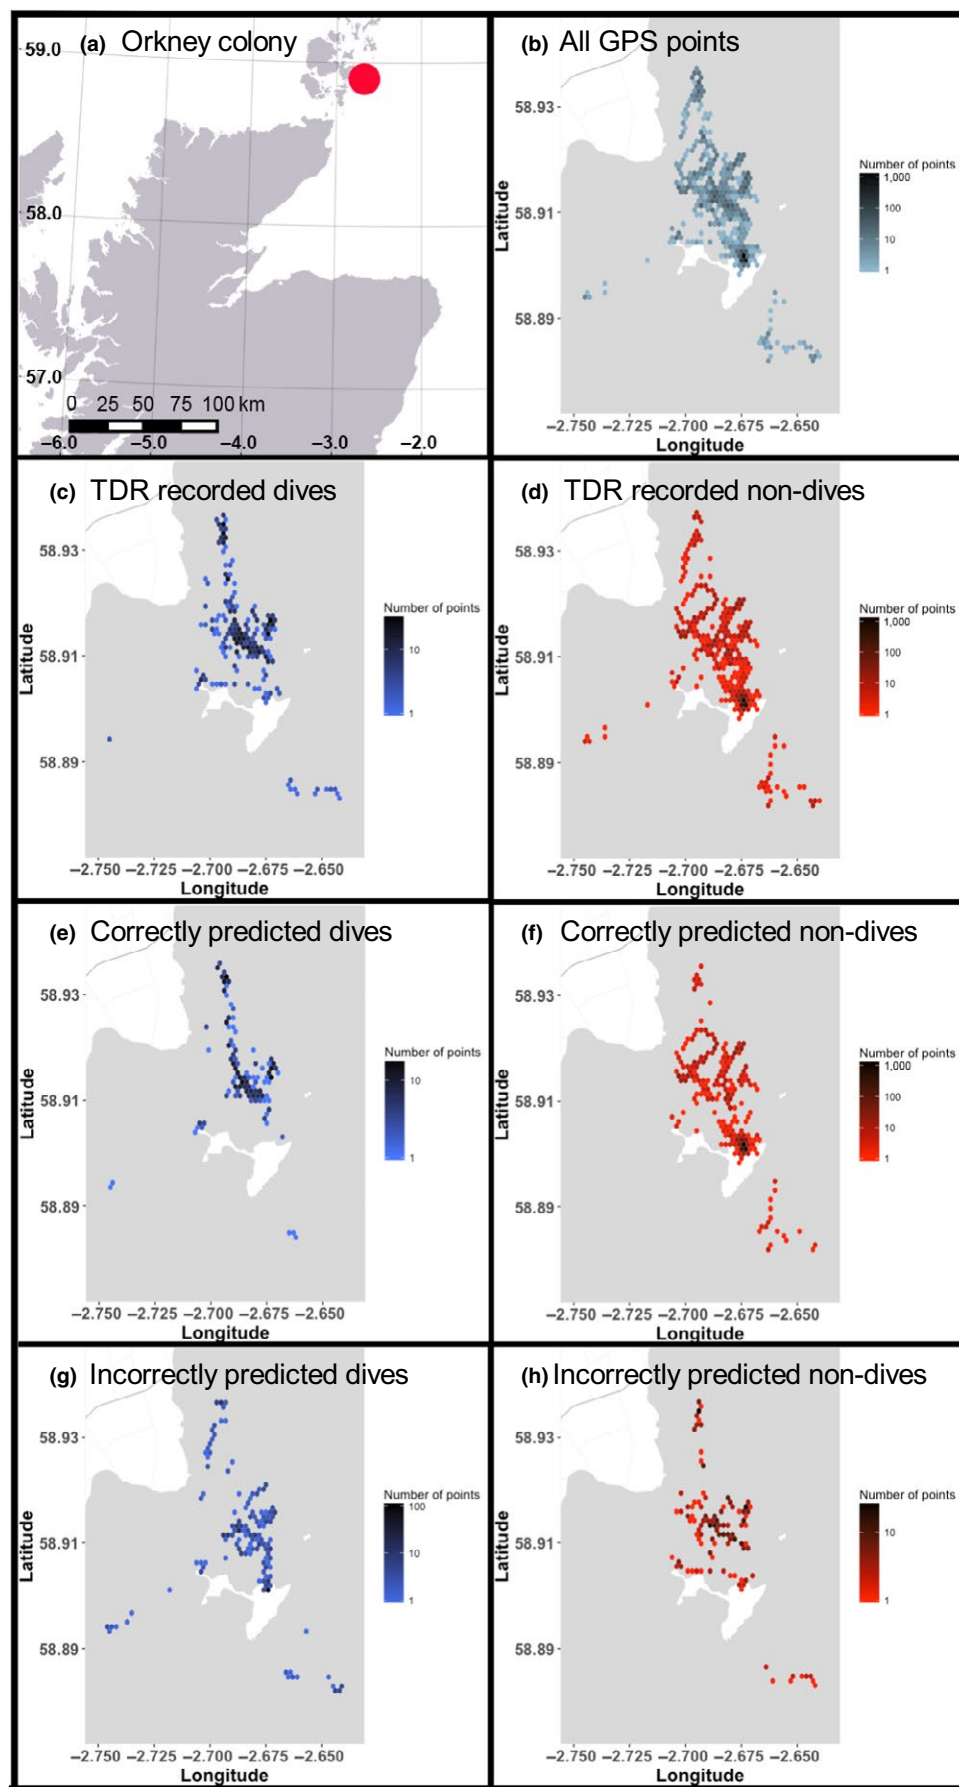 (a) Orkney colony
59.0
58.0
57.0
0 25 50 75 100 km
−6.0 −5.0 −4.0 −3.0 −2.0
(b) All GPS points
58.93
58.91
58.89
Latitude
−2.750 −2.725 −2.700 −2.675 −2.650
Longitude
Number of points
1,000
100
10
1
(c) TDR recorded dives
58.93
58.91
58.89
Latitude
−2.750 −2.725 −2.700 −2.675 −2.650
Longitude
Number of points
10
1
(d) TDR recorded non-dives
58.93
58.91
58.89
Latitude
−2.750 −2.725 −2.700 −2.675 −2.650
Longitude
Number of points
1,000
100
10
1
(e) Correctly predicted dives
58.93
58.91
58.89
Latitude
−2.750 −2.725 −2.700 −2.675 −2.650
Longitude
Number of points
10
1
(f) Correctly predicted non-dives
58.93
58.91
58.89
Latitude
−2.750 −2.725 −2.700 −2.675 −2.650
Longitude
Number of points
1,000
100
10
1
(g) Incorrectly predicted dives
58.93
58.91
58.89
Latitude
−2.750 −2.725 −2.700 −2.675 −2.650
Longitude
Number of points
100
10
1
(h) Incorrectly predicted non-dives
58.93
58.91
58.89
Latitude
−2.750 −2.725 −2.700 −2.675 −2.650
Longitude
Number of points
10
1